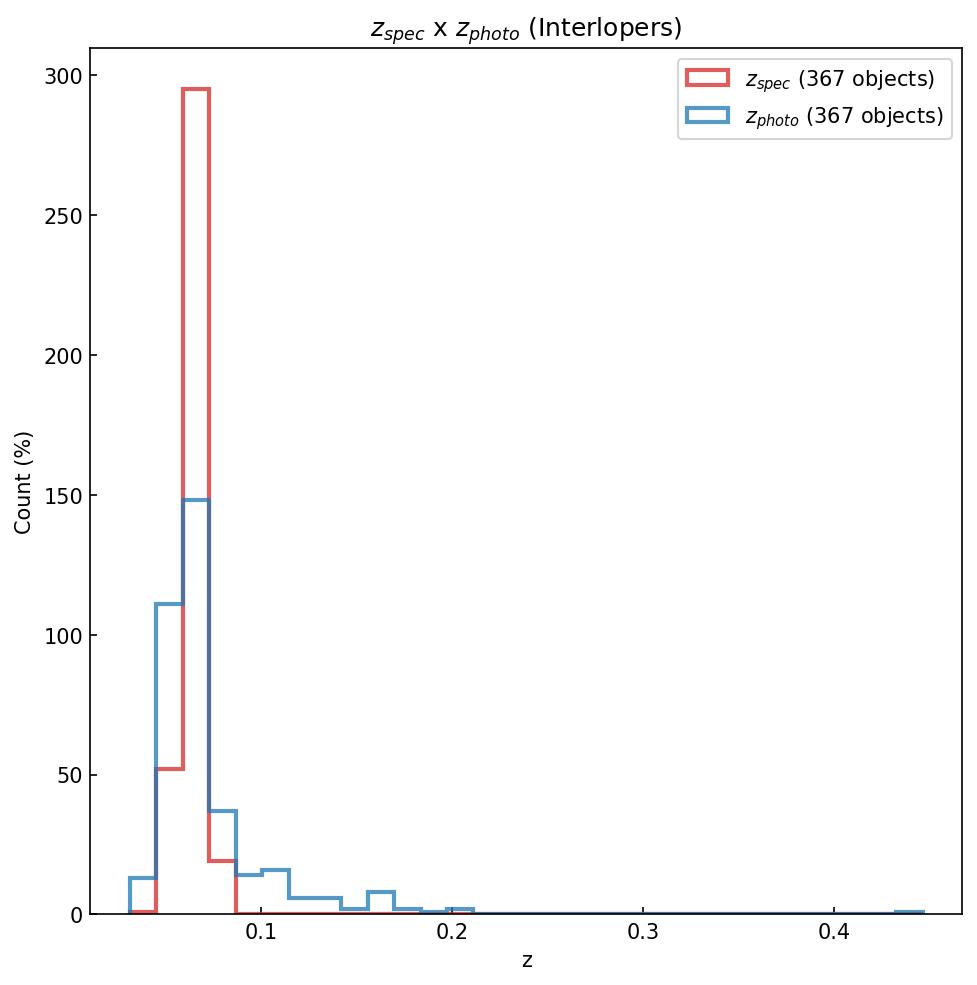 z_spec x z_photo (Interlopers)
z_spec (367 objects)
z_photo (367 objects)
Count (%)
300
250
200
150
100
50
0
0.1 0.2 0.3 0.4
z